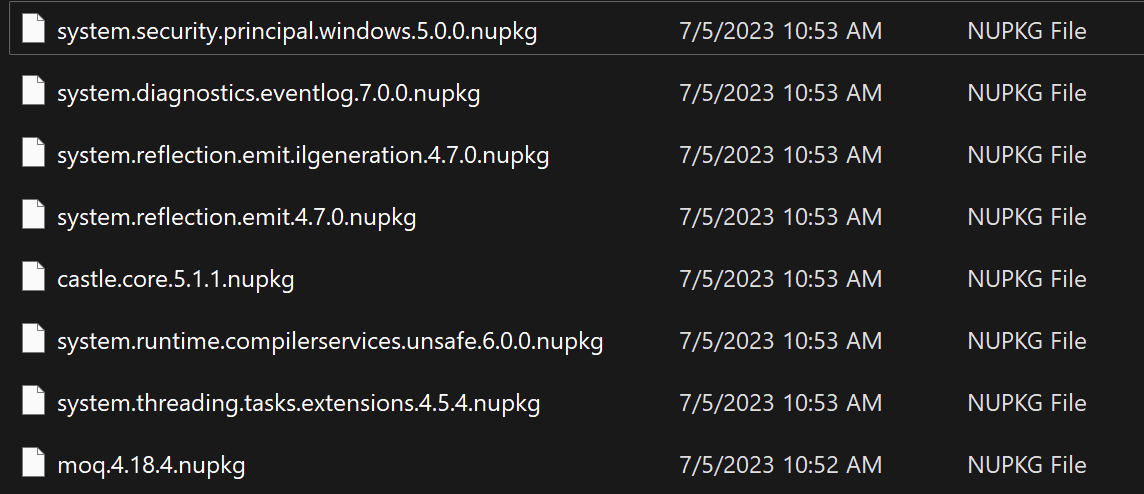 system.security.principal.windows.5.0.0.nupkg 7/5/2023 10:53 AM NUPKG File
system.diagnostics.eventlog.7.0.0.nupkg 7/5/2023 10:53 AM NUPKG File
system.reflection.emit.ilgeneration.4.7.0.nupkg 7/5/2023 10:53 AM NUPKG File
system.reflection.emit.4.7.0.nupkg 7/5/2023 10:53 AM NUPKG File
castle.core.5.1.1.nupkg 7/5/2023 10:53 AM NUPKG File
system.runtime.compilerservices.unsafe.6.0.0.nupkg 7/5/2023 10:53 AM NUPKG File
system.threading.tasks.extensions.4.5.4.nupkg 7/5/2023 10:53 AM NUPKG File
moq.4.18.4.nupkg 7/5/2023 10:52 AM NUPKG File